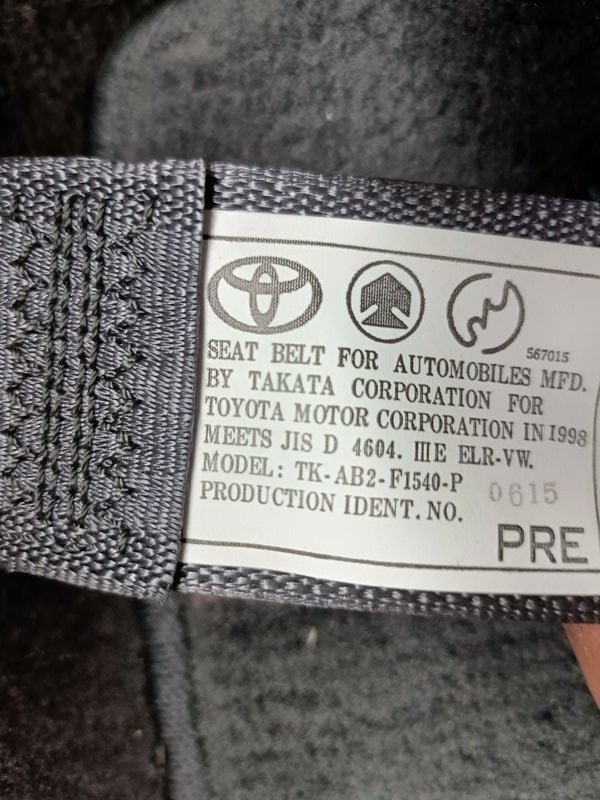 567015
SEAT BELT FOR AUTOMOBILES MFD.
BY TAKATA CORPORATION FOR
TOYOTA MOTOR CORPORATION IN 1998
MEETS JIS D 4604. IIIE ELR-VW.
MODEL: TK-AB2-F1540-P
PRODUCTION IDENT. NO. 0615
PRE